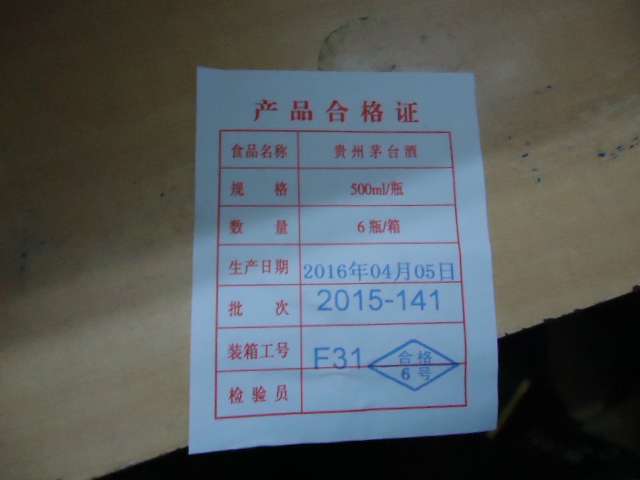 产品合格证
食品名称 贵州茅台酒
规格 500ml/瓶
数量 6瓶/箱
生产日期 2016年04月05日
批次 2015-141
装箱工号 F31
合格
6号
检验员